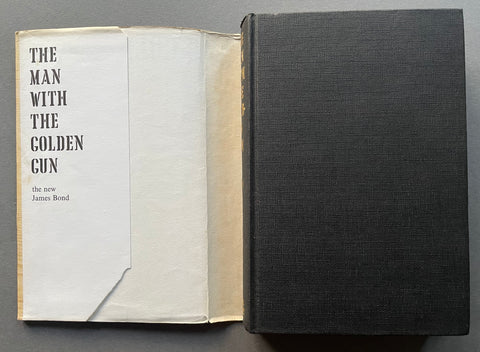 THE
MAN
WITH
THE
GOLDEN
GUN
the new
James Bond